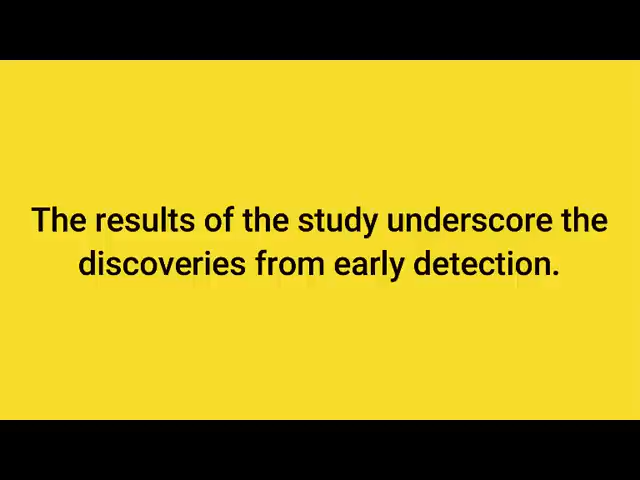 The results of the study underscore the
discoveries from early detection.